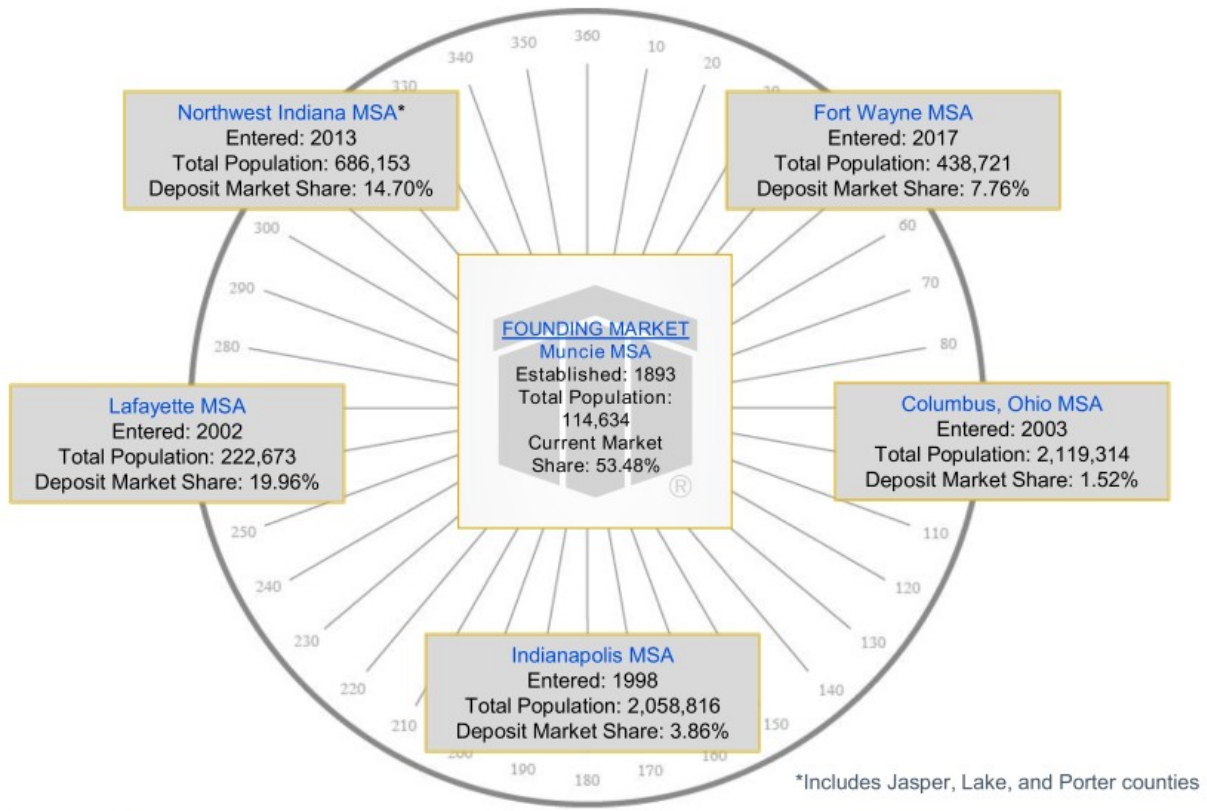 360
350
10
340
20
330
Northwest Indiana MSA*
Entered: 2013
Total Population: 686,153
Deposit Market Share: 14.70%
Fort Wayne MSA
Entered: 2017
Total Population: 438,721
Deposit Market Share: 7.76%
300
60
290
70
280
80
FOUNDING MARKET
Muncie MSA
Established: 1893
Total Population:
114,634
Current Market
Share: 53.48%
®
Lafayette MSA
Entered: 2002
Total Population: 222,673
Deposit Market Share: 19.96%
Columbus, Ohio MSA
Entered: 2003
Total Population: 2,119,314
Deposit Market Share: 1.52%
250
110
240
120
230
130
220
140
Indianapolis MSA
Entered: 1998
Total Population: 2,058,816
Deposit Market Share: 3.86%
210
150
200
160
190
170
180
*Includes Jasper, Lake, and Porter counties